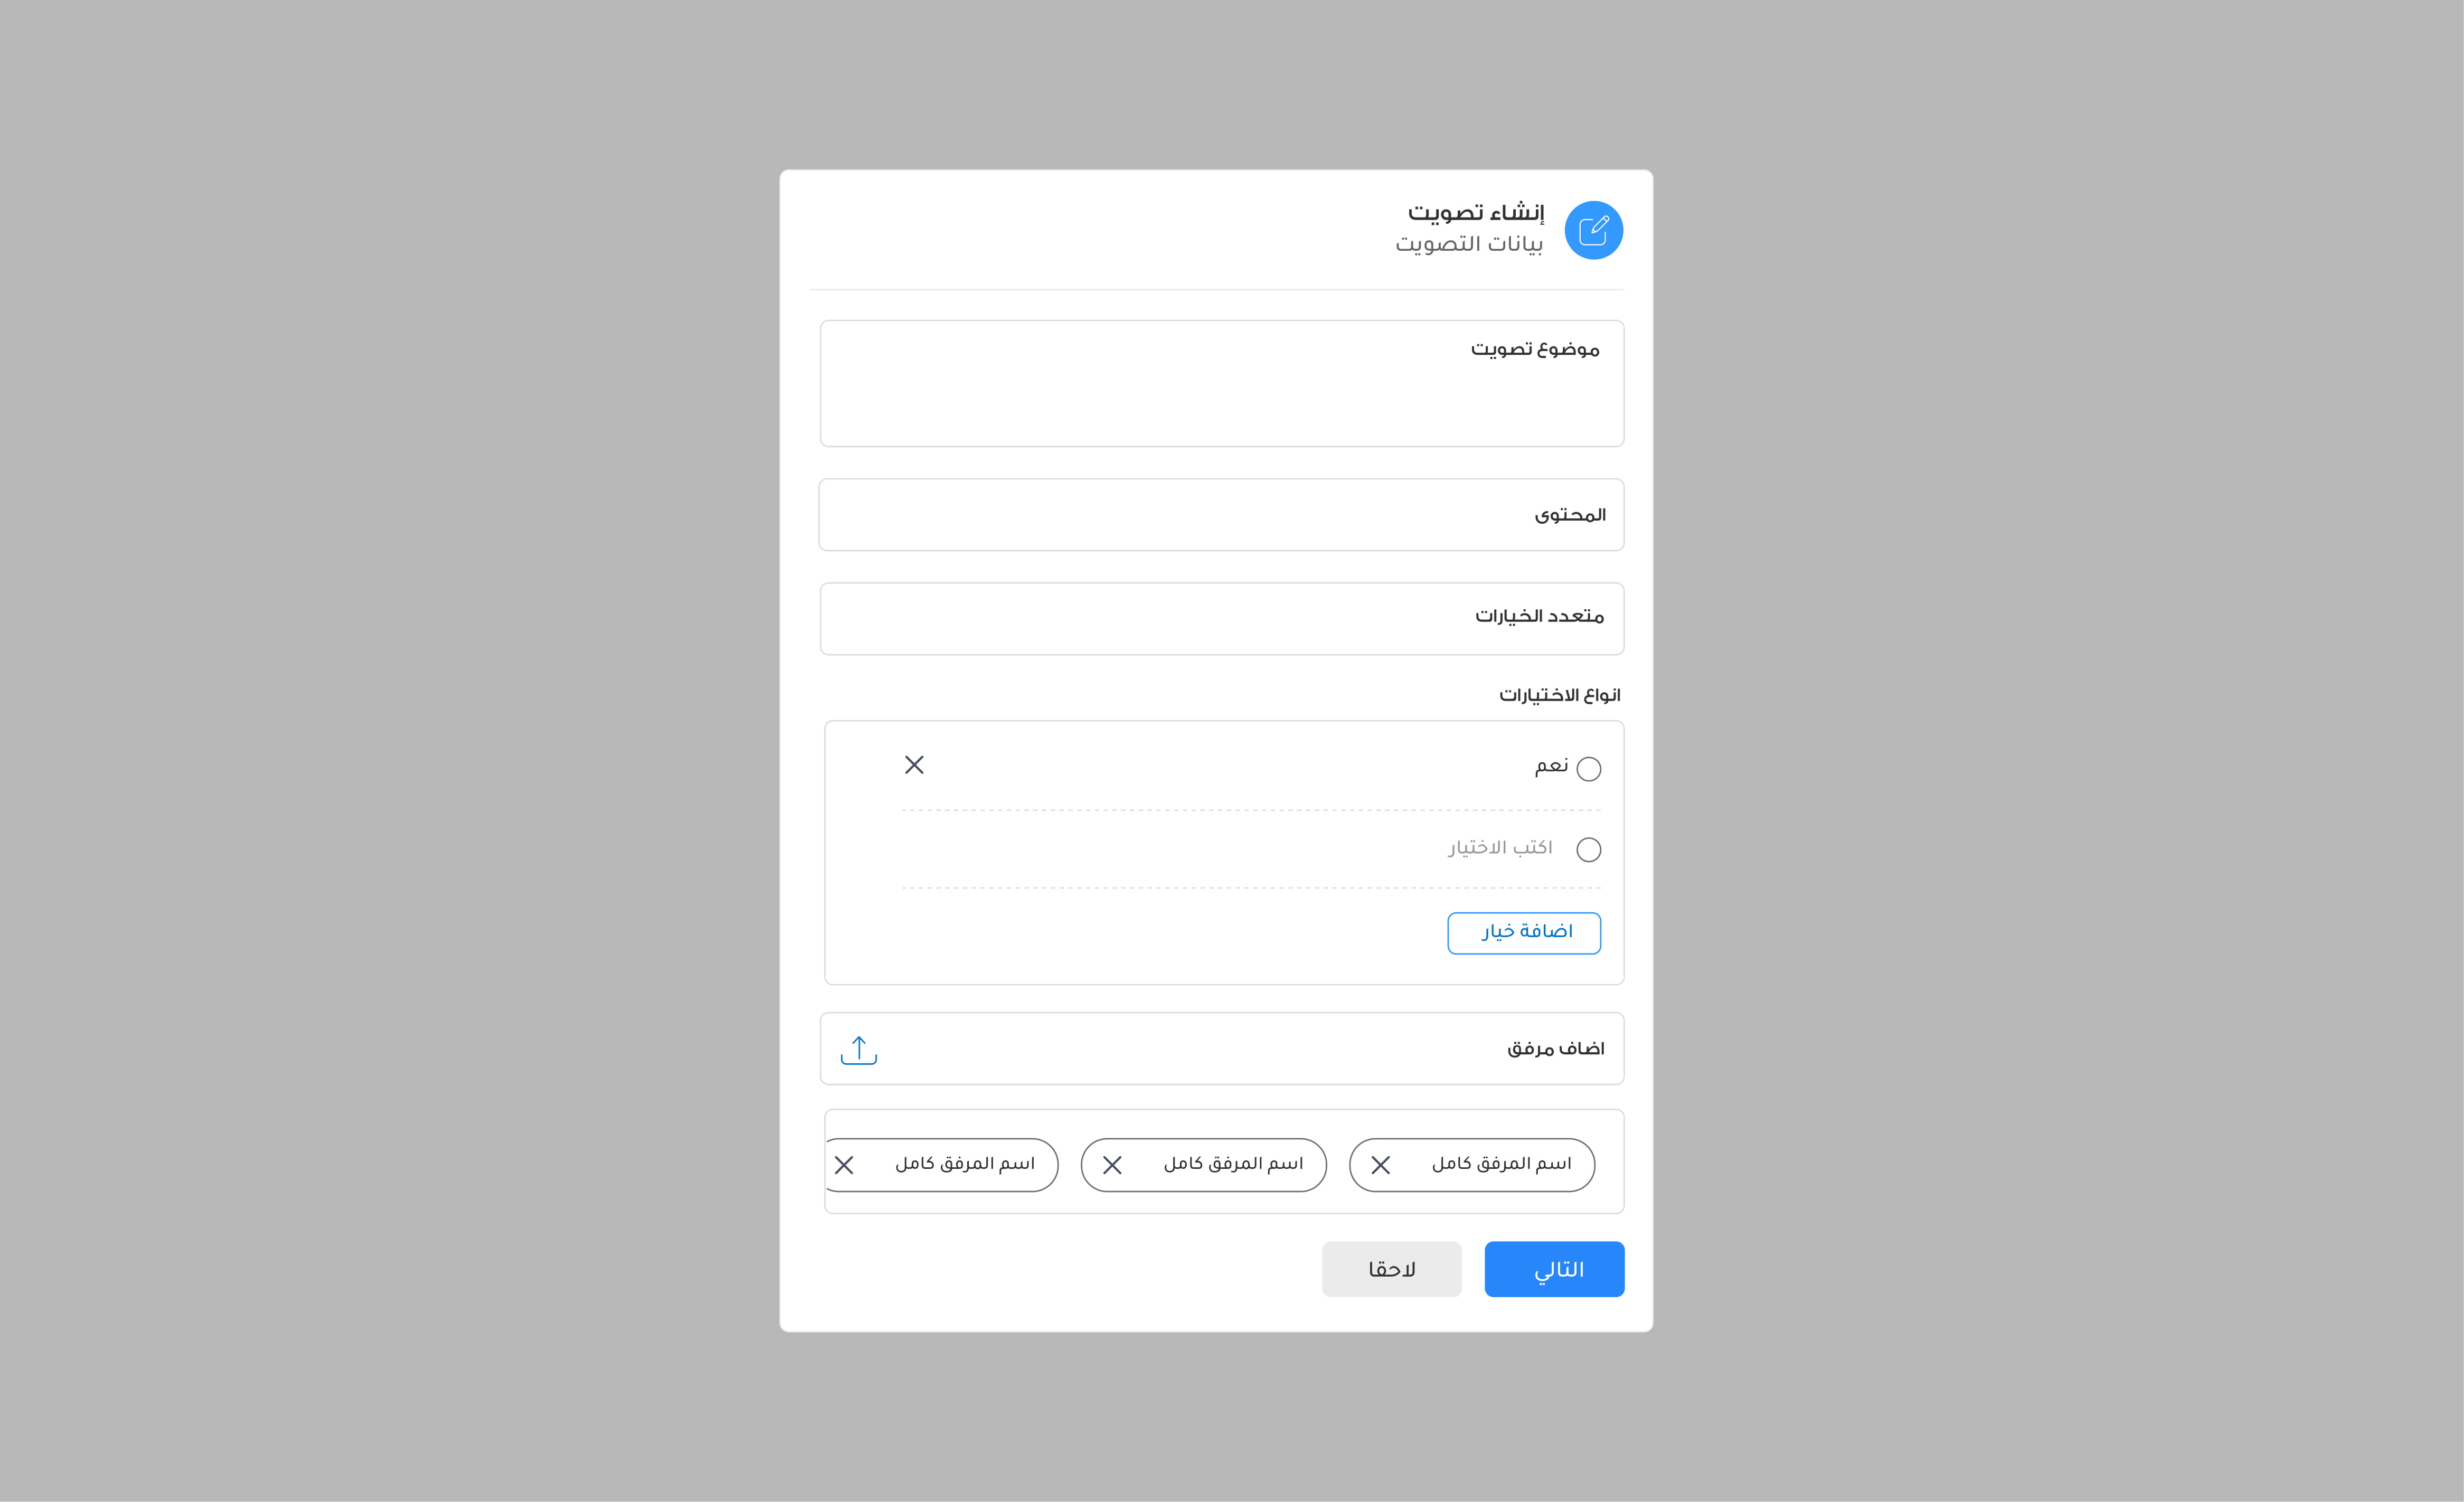 إنشاء تصويت
بيانات التصويت
موضوع تصويت
المحتوى
متعدد الخيارات
انواع الاختيارات
نعم
اكتب الاختيار
اضافة خيار
اضاف مرفق
اسم المرفق كامل
اسم المرفق كامل
اسم المرفق كامل
التالي
لاحقا